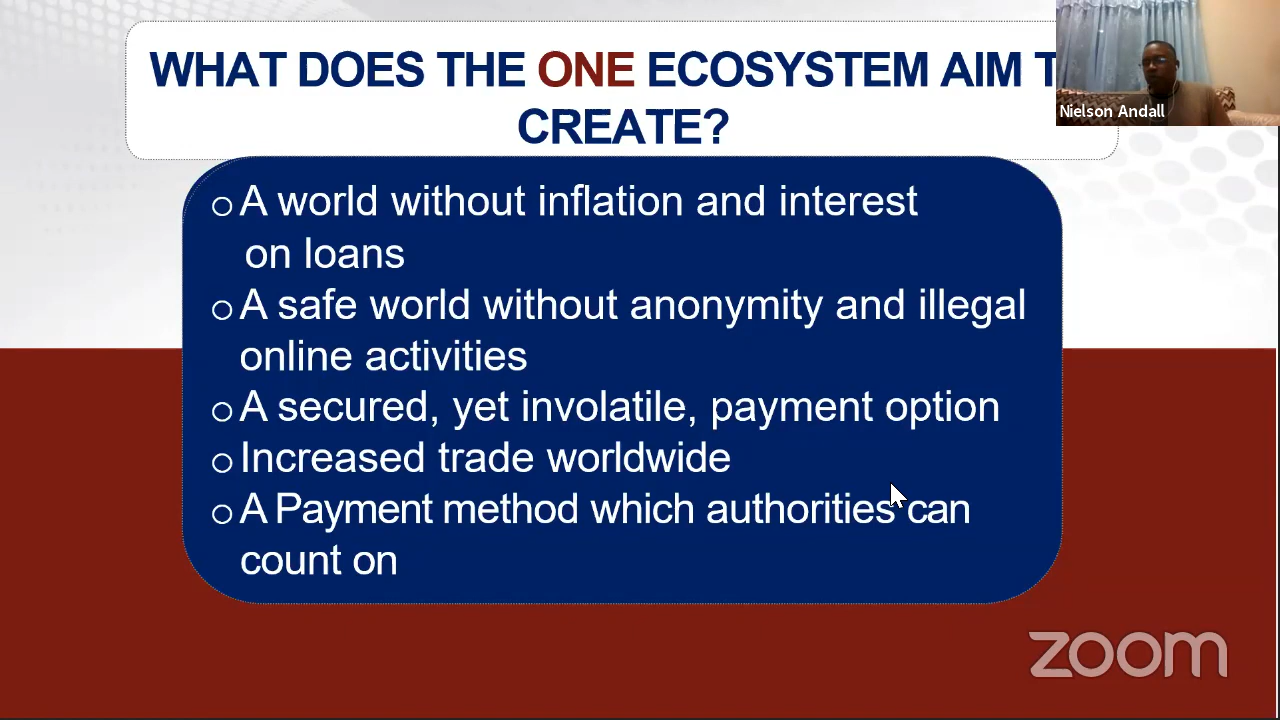 WHAT DOES THE ONE ECOSYSTEM AIM T
CREATE?
Nielson Andall
A world without inflation and interest
on loans
A safe world without anonymity and illegal
online activities
A secured, yet involatile, payment option
Increased trade worldwide
A Payment method which authorities can
count on
zoom